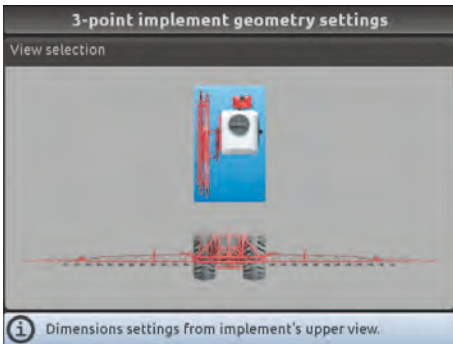 3-point implement geometry settings
View selection
Dimensions settings from implement's upper view.